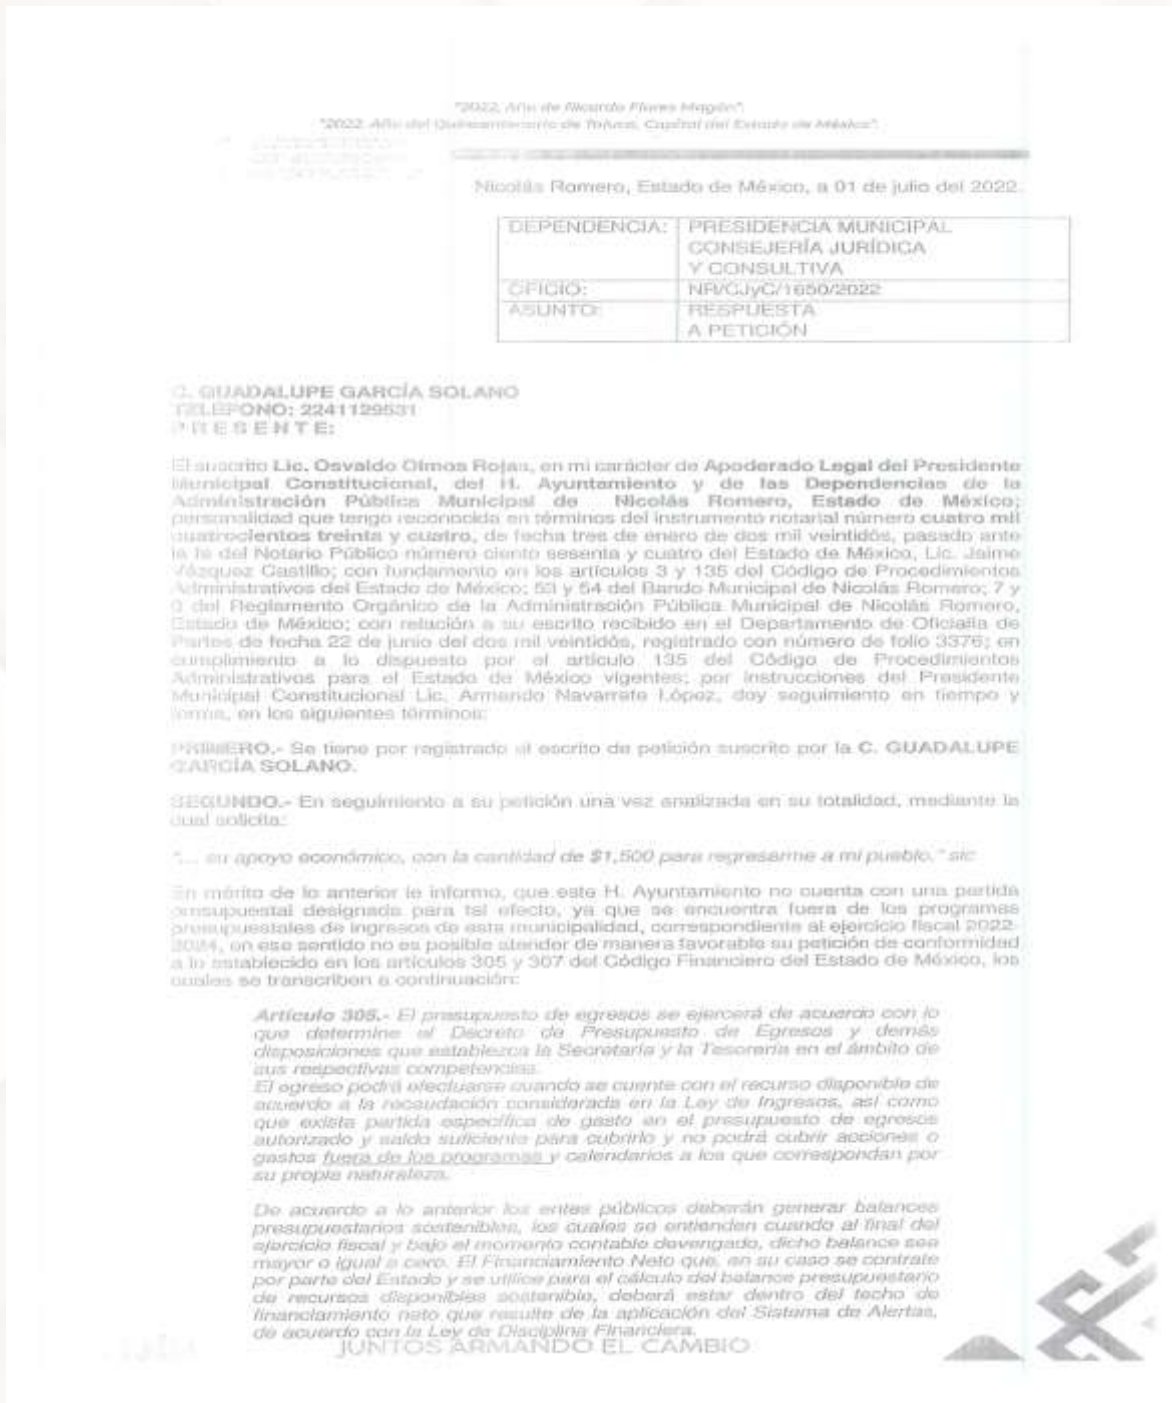 "2022, Año de Ricardo Flores Magón".
"2022. Año del Quincentenario de Toluca, Capital del Estado de México".
Nicolás Romero, Estado de México, a 01 de julio del 2022.
DEPENDENCIA: PRESIDENCIA MUNICIPAL
CONSEJERÍA JURÍDICA
Y CONSULTIVA
OFICIO: NR/CJyC/1650/2022
ASUNTO: RESPUESTA
A PETICIÓN
C. GUADALUPE GARCÍA SOLANO
TELÉFONO: 2241129531
P R E S E N T E:
El suscrito Lic. Osvaldo Olmos Rojas, en mi carácter de Apoderado Legal del Presidente
Municipal Constitucional, del H. Ayuntamiento y de las Dependencias de la
Administración Pública Municipal de Nicolás Romero, Estado de México;
personalidad que tengo reconocida en términos del instrumento notarial número cuatro mil
cuatrocientos treinta y cuatro, de fecha tres de enero de dos mil veintidós, pasado ante
la fe del Notario Público número ciento sesenta y cuatro del Estado de México, Lic. Jaime
Vázquez Castillo; con fundamento en los artículos 3 y 135 del Código de Procedimientos
Administrativos del Estado de México; 53 y 54 del Bando Municipal de Nicolás Romero; 7 y
del Reglamento Orgánico de la Administración Pública Municipal de Nicolás Romero,
Estado de México; con relación a su escrito recibido en el Departamento de Oficialía de
Partes de fecha 22 de junio del dos mil veintidós, registrado con número de folio 3376; en
cumplimiento a lo dispuesto por el artículo 135 del Código de Procedimientos
Administrativos para el Estado de México vigentes; por instrucciones del Presidente
Municipal Constitucional Lic. Armando Navarrete López, doy seguimiento en tiempo y
forma, en los siguientes términos:
PRIMERO.- Se tiene por registrado el escrito de petición suscrito por la C. GUADALUPE
GARCÍA SOLANO.
SEGUNDO.- En seguimiento a su petición una vez analizada en su totalidad, mediante la
cual solicita:
"... su apoyo económico, con la cantidad de $1,500 para regresarme a mi pueblo." sic
En mérito de lo anterior le informo, que este H. Ayuntamiento no cuenta con una partida
presupuestal designada para tal efecto, ya que se encuentra fuera de los programas
presupuestales de ingresos de esta municipalidad, correspondiente al ejercicio fiscal 2022-
2024, en ese sentido no es posible atender de manera favorable su petición de conformidad
a lo establecido en los artículos 305 y 307 del Código Financiero del Estado de México, los
cuales se transcriben a continuación:
Artículo 305.- El presupuesto de egresos se ejercerá de acuerdo con lo
que determine el Decreto de Presupuesto de Egresos y demás
disposiciones que establezca la Secretaría y la Tesorería en el ámbito de
sus respectivas competencias.
El egreso podrá efectuarse cuando se cuente con el recurso disponible de
acuerdo a la recaudación considerada en la Ley de Ingresos, así como
que exista partida específica de gasto en el presupuesto de egresos
autorizado y saldo suficiente para cubrirlo y no podrá cubrir acciones o
gastos fuera de los programas y calendarios a los que correspondan por
su propia naturaleza.
De acuerdo a lo anterior los entes públicos deberán generar balances
presupuestarios sostenibles, los cuales se entienden cuando al final del
ejercicio fiscal y bajo el momento contable devengado, dicho balance sea
mayor o igual a cero. El Financiamiento Neto que, en su caso se contrate
por parte del Estado y se utilice para el cálculo del balance presupuestario
de recursos disponibles sostenible, deberá estar dentro del techo de
financiamiento neto que resulte de la aplicación del Sistema de Alertas,
de acuerdo con la Ley de Disciplina Financiera.
JUNTOS ARMANDO EL CAMBIO